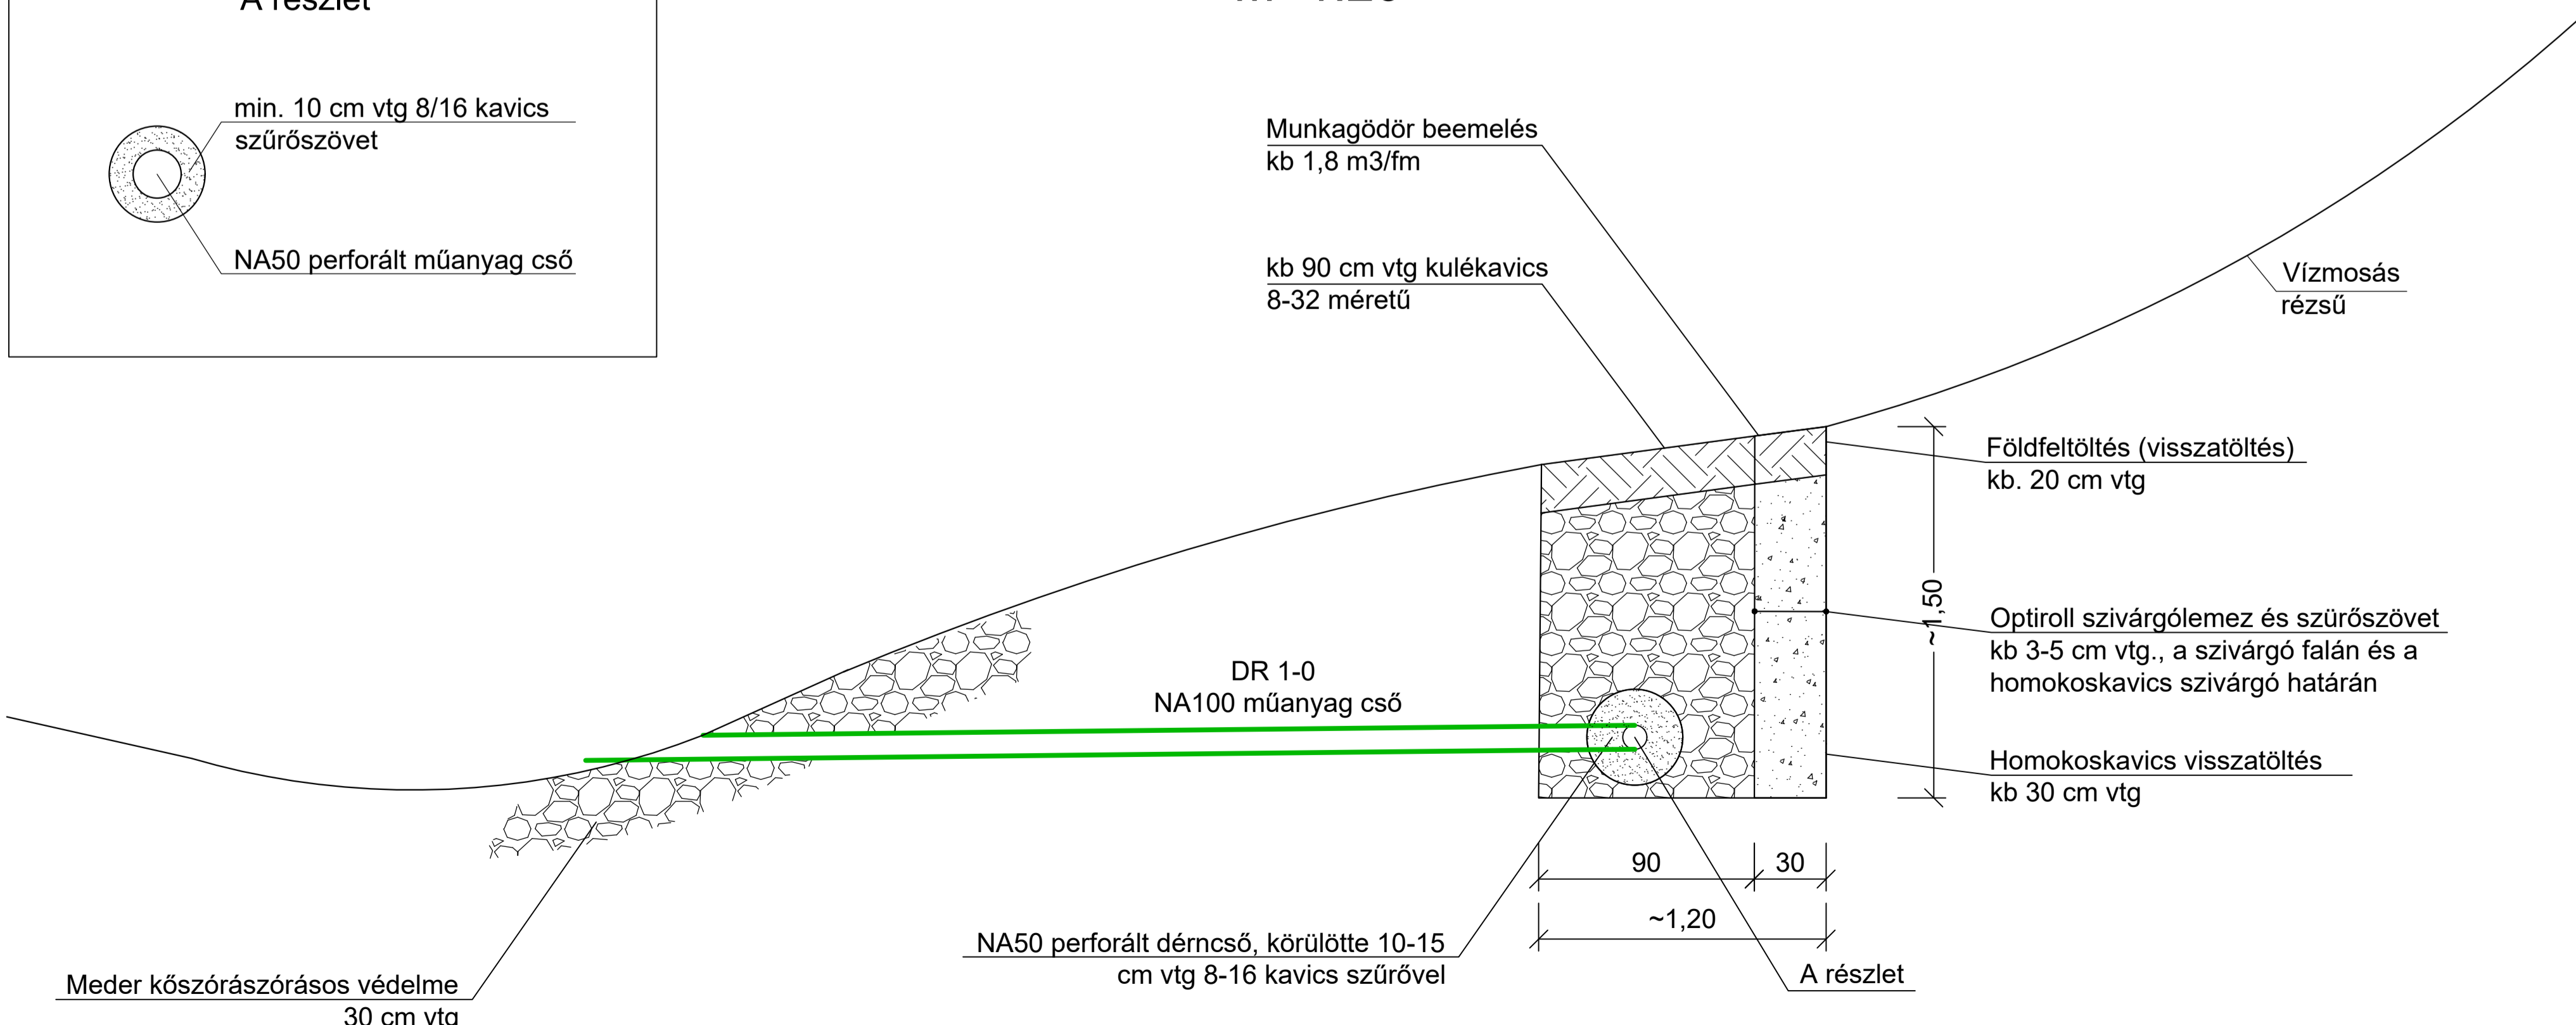 A részlet
min. 10 cm vtg 8/16 kavics
szűrőszövet
NA50 perforált műanyag cső
Munkagödör beemelés
kb 1,8 m3/fm
kb 90 cm vtg kulékavics
8-32 méretű
Vízmosás
rézsű
Földfeltöltés (visszatöltés)
kb. 20 cm vtg
~1,50
Optiroll szivárgólemez és szürőszövet
kb 3-5 cm vtg., a szivárgó falán és a
homokoskavics szivárgó határán
DR 1-0
NA100 műanyag cső
Homokoskavics visszatöltés
kb 30 cm vtg
90
30
~1,20
NA50 perforált dérncső, körülötte 10-15
cm vtg 8-16 kavics szűrővel
A részlet
Meder kőszórászórásos védelme
30 cm vtg